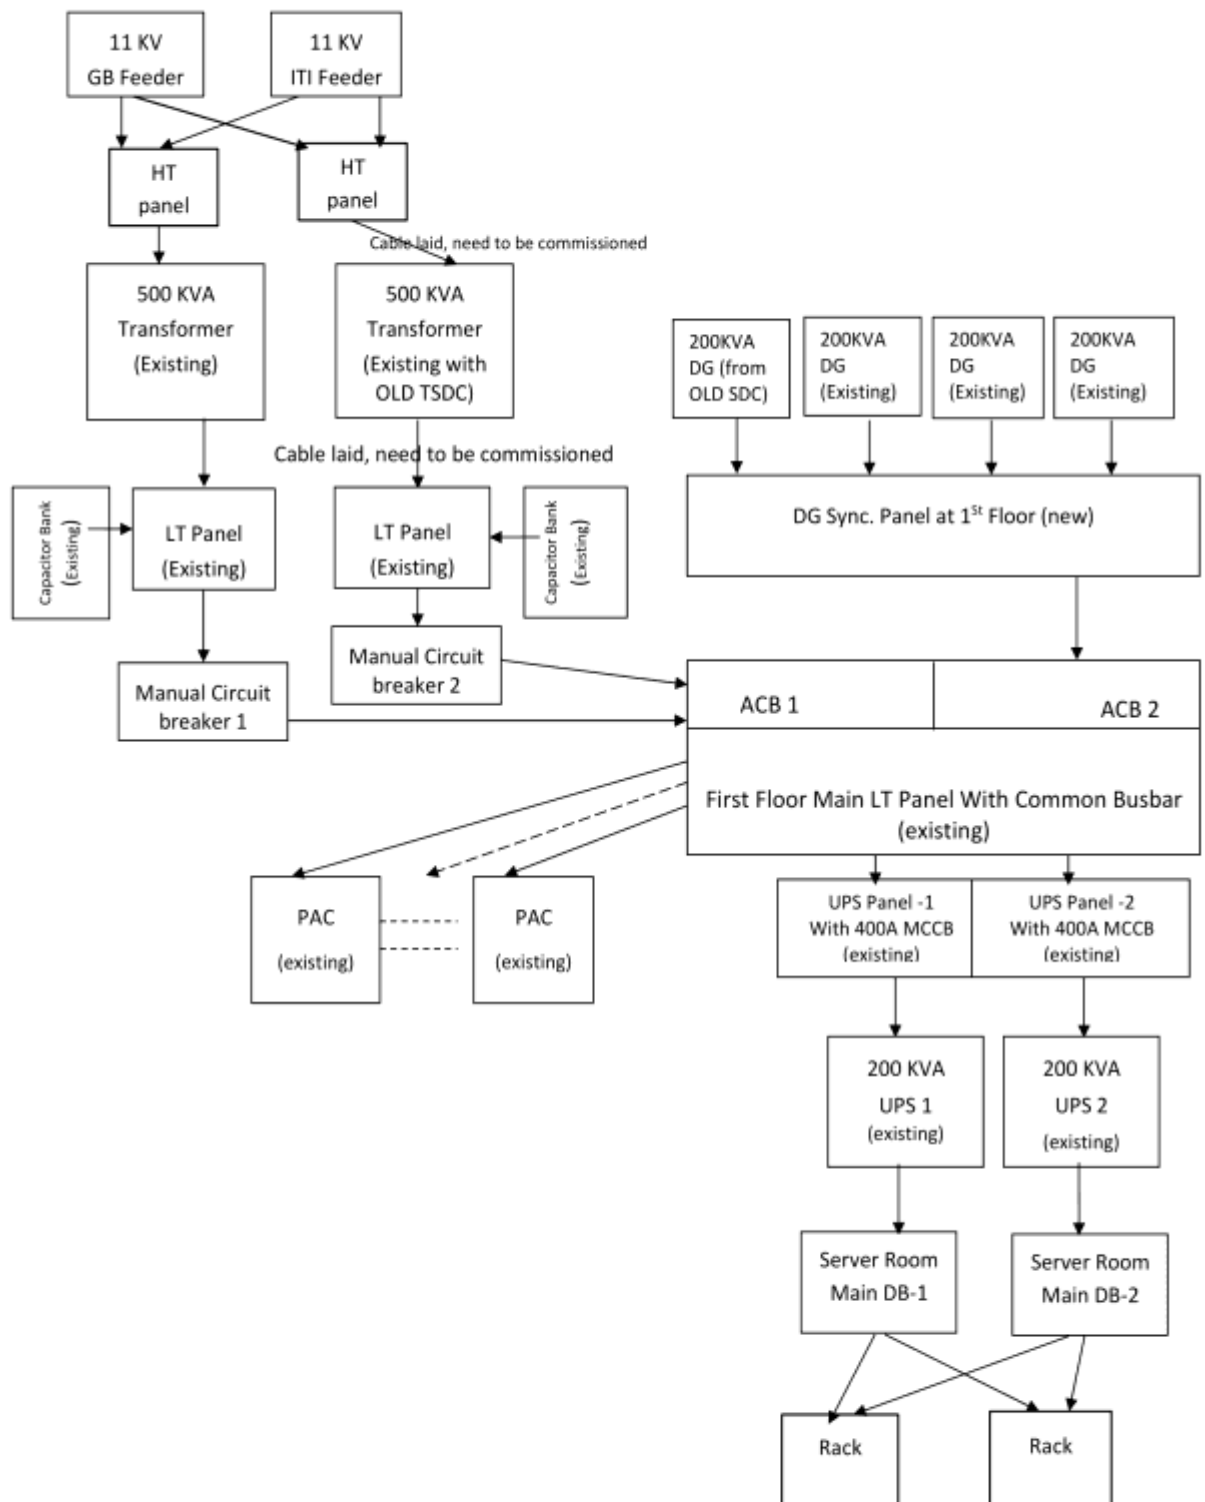 11 KV
GB Feeder
11 KV
ITI Feeder
HT
panel
HT
panel
Cable laid, need to be commissioned
500 KVA
Transformer
(Existing)
500 KVA
Transformer
(Existing with
OLD TSDC)
200KVA
DG (from
OLD SDC)
200KVA
DG
(Existing)
200KVA
DG
(Existing)
200KVA
DG
(Existing)
Cable laid, need to be commissioned
Capacitor Bank
(Existing)
LT Panel
(Existing)
LT Panel
(Existing)
Capacitor Bank
(Existing)
DG Sync. Panel at 1St Floor (new)
Manual Circuit
breaker 1
Manual Circuit
breaker 2
ACB 1
ACB 2
First Floor Main LT Panel With Common Busbar
(existing)
PAC
(existing)
PAC
(existing)
UPS Panel -1
With 400A MCCB
(existing)
UPS Panel -2
With 400A MCCB
(existing)
200 KVA
UPS 1
(existing)
200 KVA
UPS 2
(existing)
Server Room
Main DB-1
Server Room
Main DB-2
Rack
Rack